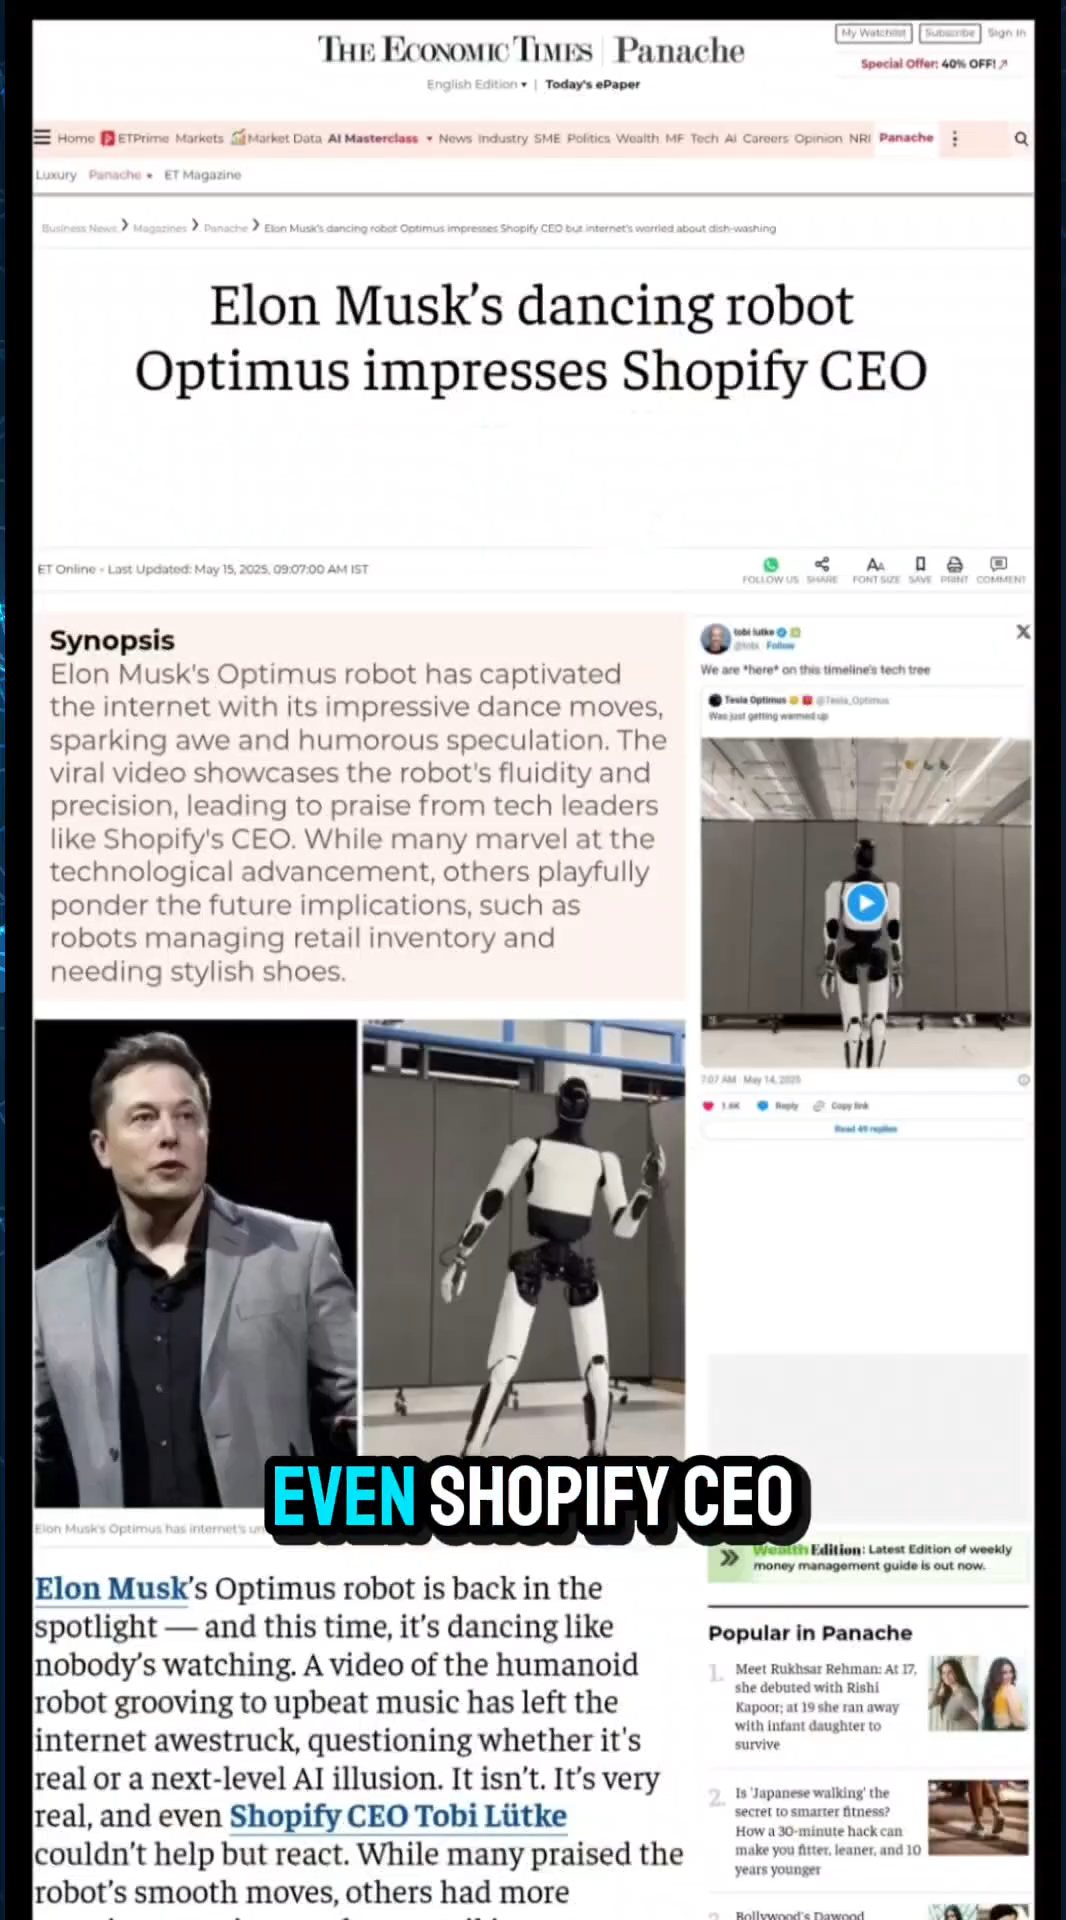 THE ECONOMIC TIMES | Panache
My Watchlist
Subscribe
Sign In
Special Offer: 40% OFF!
English Edition ▾ | Today's ePaper
Home ETPrime Markets Market Data AI Masterclass ▾ News Industry SME Politics Wealth MF Tech AI Careers Opinion NRI Panache
Luxury Panache ▾ ET Magazine
Business News ❯ Magazines ❯ Panache ❯ Elon Musk's dancing robot Optimus impresses Shopify CEO but internet's worried about dish-washing
Elon Musk's dancing robot
Optimus impresses Shopify CEO
ET Online - Last Updated: May 15, 2025, 09:07:00 AM IST
FOLLOW US SHARE FONT SIZE SAVE PRINT COMMENT
Synopsis
Elon Musk's Optimus robot has captivated
the internet with its impressive dance moves,
sparking awe and humorous speculation. The
viral video showcases the robot's fluidity and
precision, leading to praise from tech leaders
like Shopify's CEO. While many marvel at the
technological advancement, others playfully
ponder the future implications, such as
robots managing retail inventory and
needing stylish shoes.
tobi lutke
@tobi Follow
We are *here* on this timeline's tech tree
Tesla Optimus @Tesla_Optimus
Was just getting warmed up
7:07 AM · May 14, 2025
1.6K Reply Copy link
Read 49 replies
EVEN SHOPIFY CEO
Elon Musk's Optimus has internet's
Elon Musk's Optimus robot is back in the
spotlight — and this time, it's dancing like
nobody's watching. A video of the humanoid
robot grooving to upbeat music has left the
internet awestruck, questioning whether it's
real or a next-level AI illusion. It isn't. It's very
real, and even Shopify CEO Tobi Lütke
couldn't help but react. While many praised the
robot's smooth moves, others had more
Wealth Edition: Latest Edition of weekly
money management guide is out now.
Popular in Panache
1. Meet Rukhsar Rehman: At 17,
she debuted with Rishi
Kapoor; at 19 she ran away
with infant daughter to
survive
2. Is 'Japanese walking' the
secret to smarter fitness?
How a 30-minute hack can
make you fitter, leaner, and 10
years younger
Bollywood's Dawood